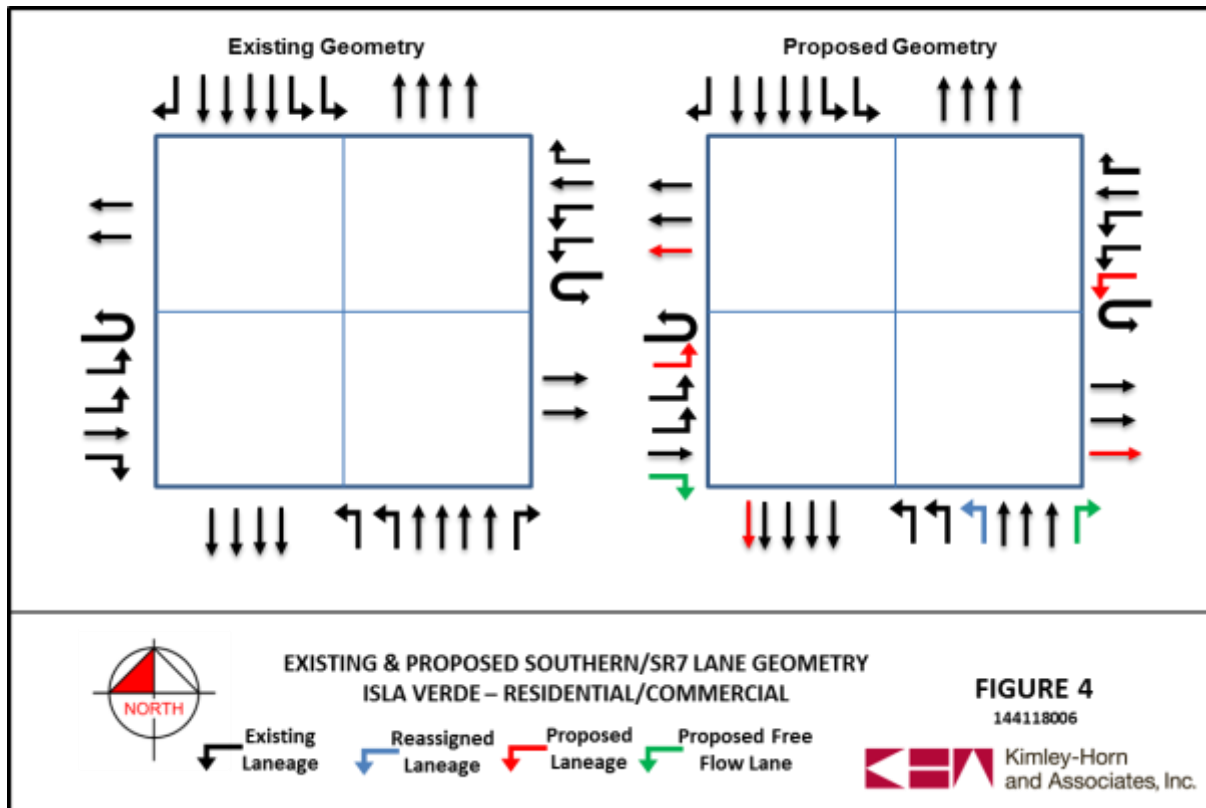 Existing Geometry
Proposed Geometry
NORTH
EXISTING & PROPOSED SOUTHERN/SR7 LANE GEOMETRY
ISLA VERDE – RESIDENTIAL/COMMERCIAL
Existing
Laneage
Reassigned
Laneage
Proposed
Laneage
Proposed Free
Flow Lane
FIGURE 4
144118006
Kimley-Horn
and Associates, Inc.